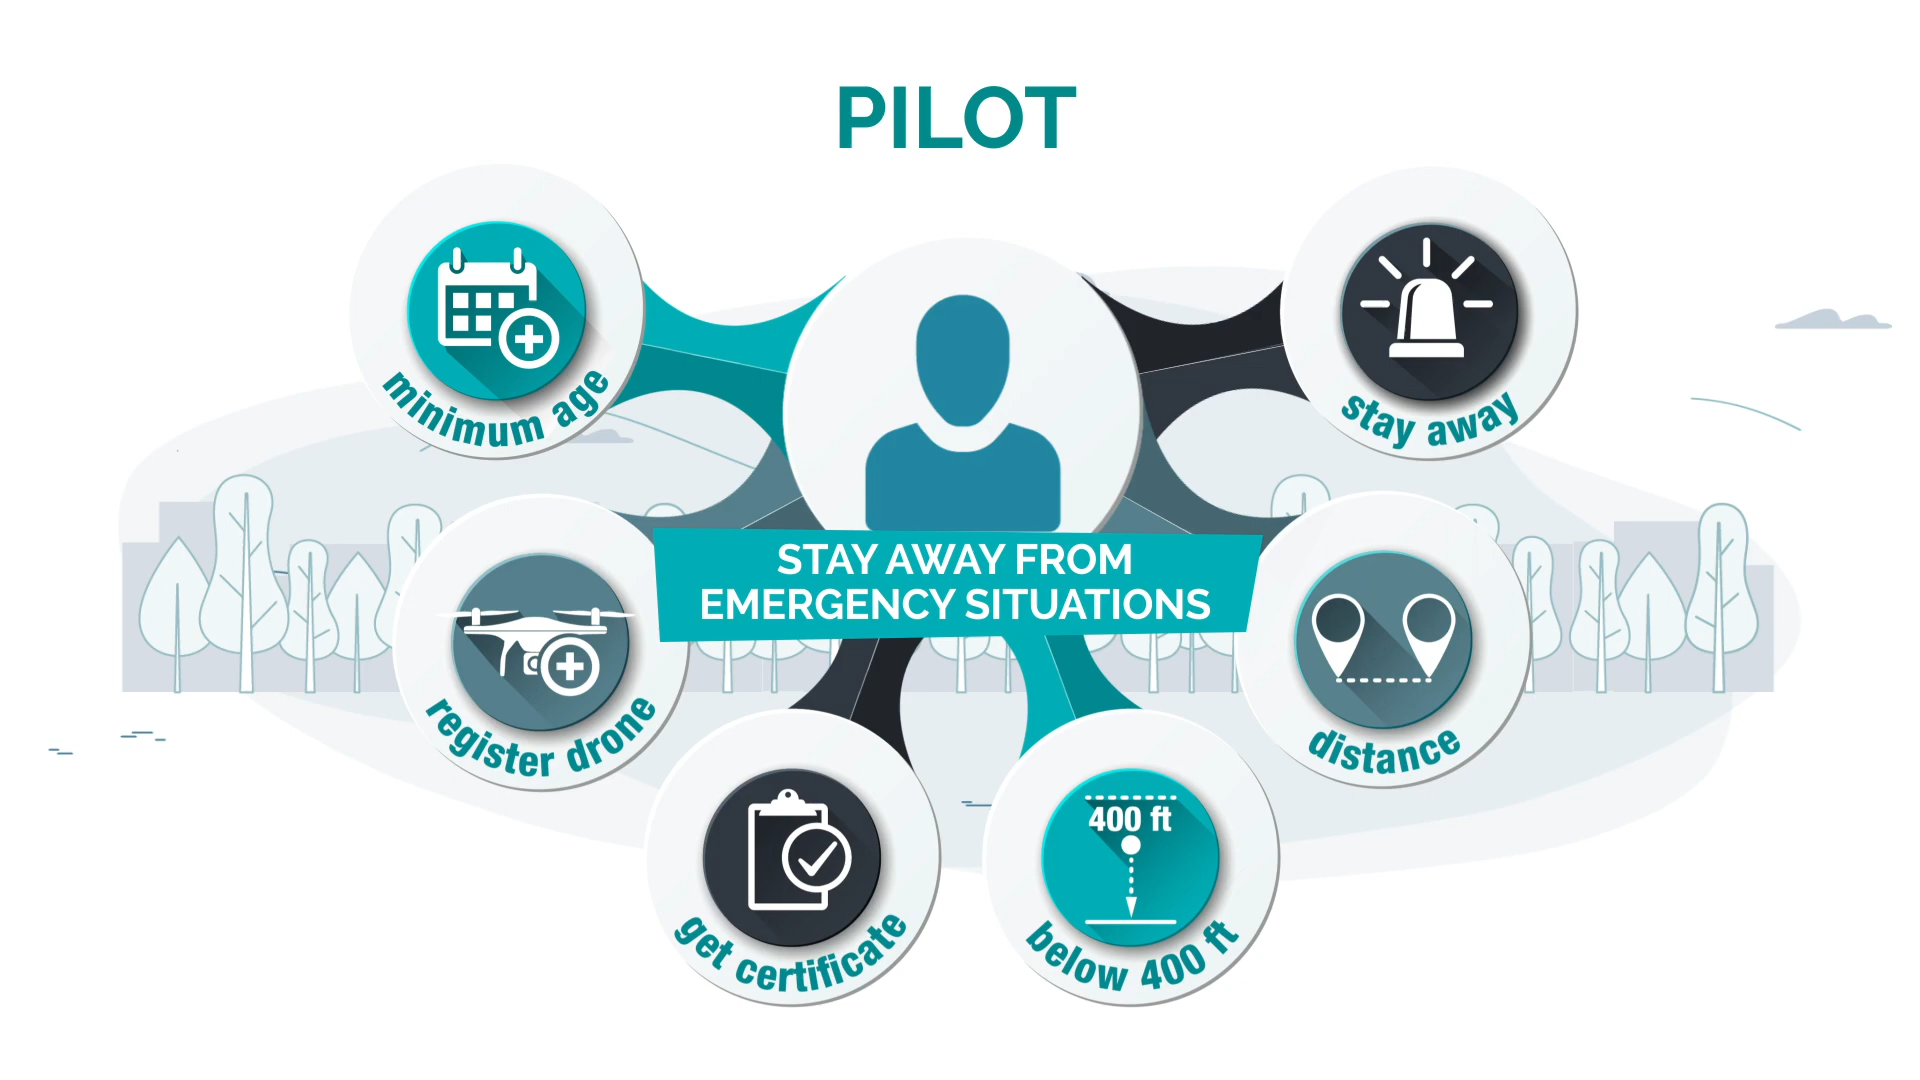 PILOT
minimum age
stay away
STAY AWAY FROM
EMERGENCY SITUATIONS
register drone
distance
get certificate
400 ft
below 400 ft